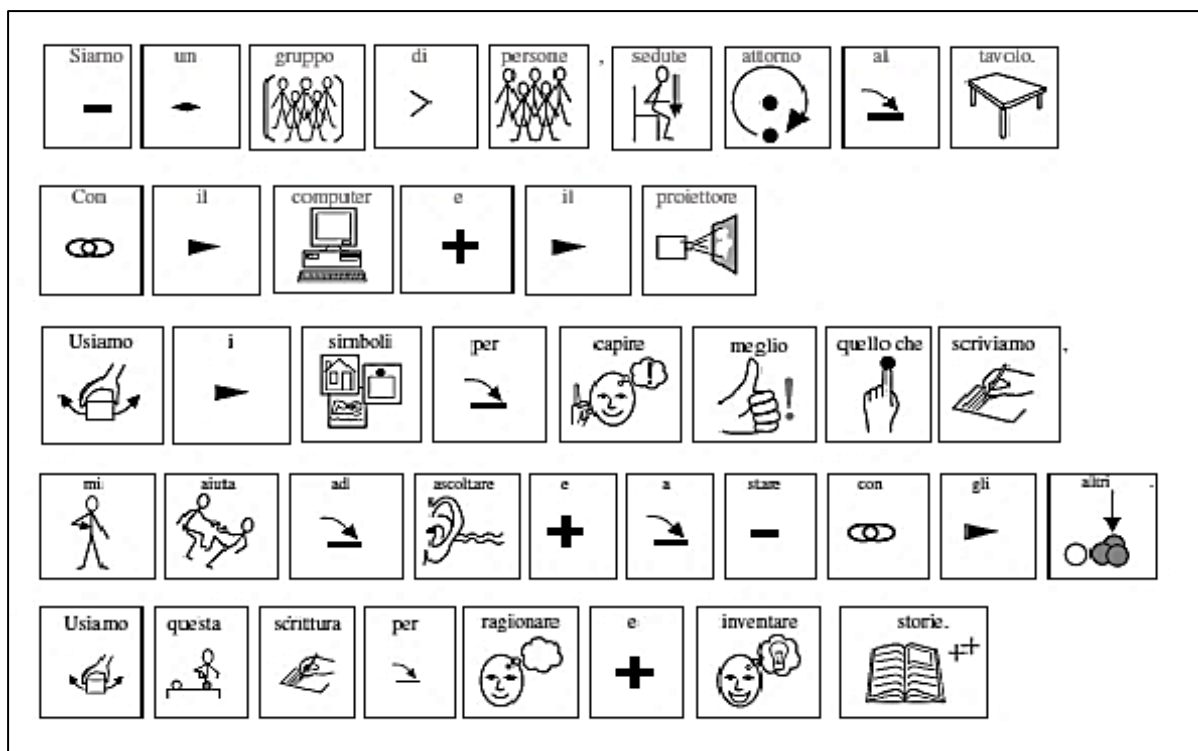 Siamo un gruppo di persone, sedute attorno al tavolo.
Con il computer e il proiettore
Usiamo i simboli per capire meglio quello che scriviamo,
mi aiuta ad ascoltare e a stare con gli altri.
Usiamo questa scrittura per ragionare e inventare storie.